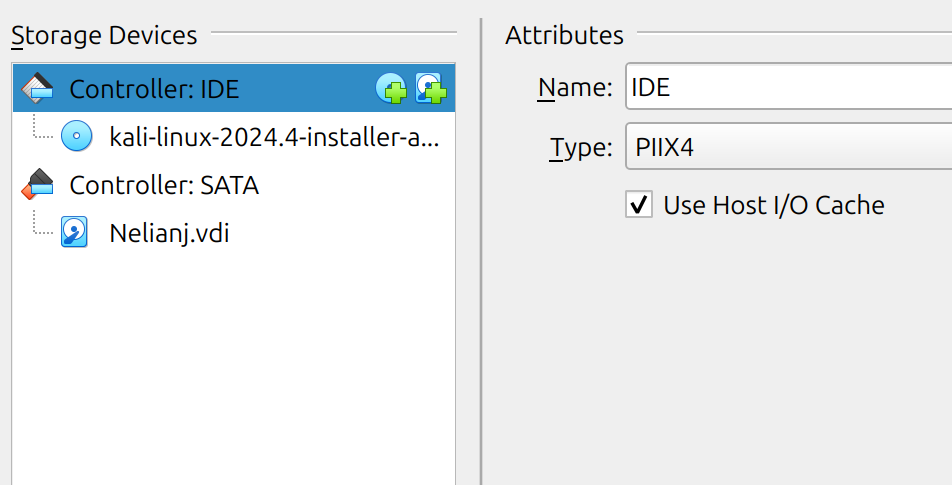 Storage Devices
Controller: IDE
kali-linux-2024.4-installer-a...
Controller: SATA
Nelianj.vdi
Attributes
Name: IDE
Type: PIIX4
Use Host I/O Cache